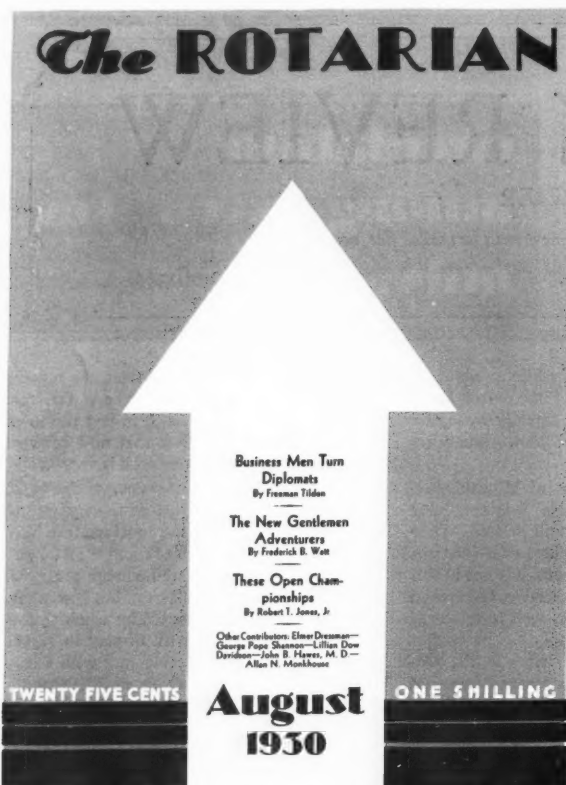 The ROTARIAN
Business Men Turn
Diplomats
By Freeman Tilden
The New Gentlemen
Adventurers
By Frederick B. Watt
These Open Cham-
pionships
By Robert T. Jones, Jr
Other Contributors: Elmer Dressman—
George Pope Shannon—Lillian Dow
Davidson—John B. Hawes, M. D.—
Allan N. Monkhouse
TWENTY FIVE CENTS
August
1930
ONE SHILLING